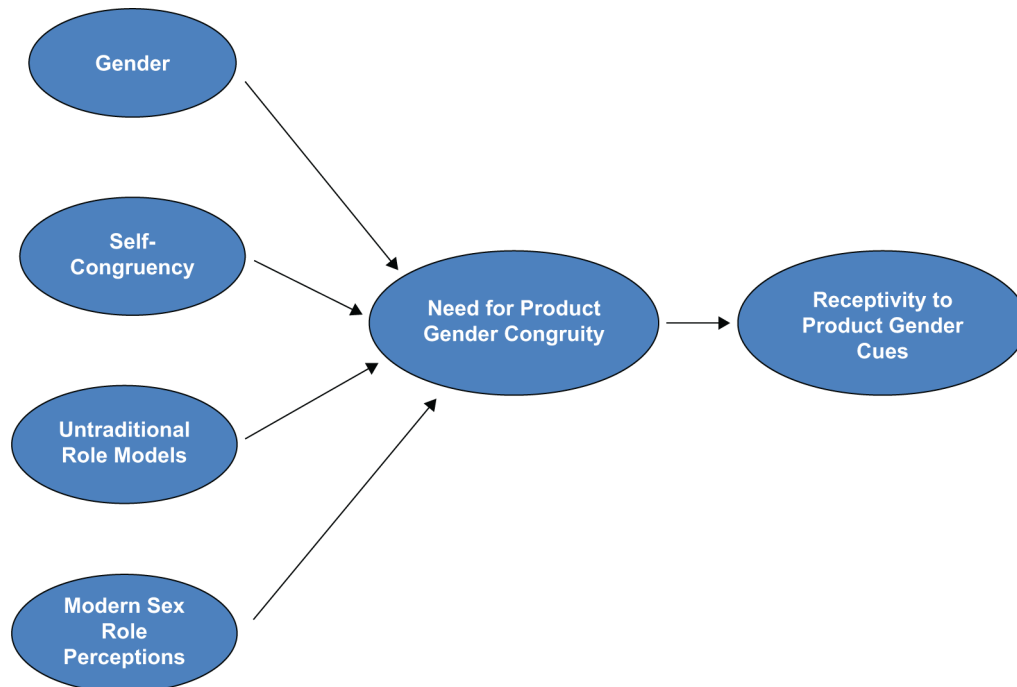 Gender
Self-
Congruency
Need for Product
Gender Congruity
Receptivity to
Product Gender
Cues
Untraditional
Role Models
Modern Sex
Role
Perceptions